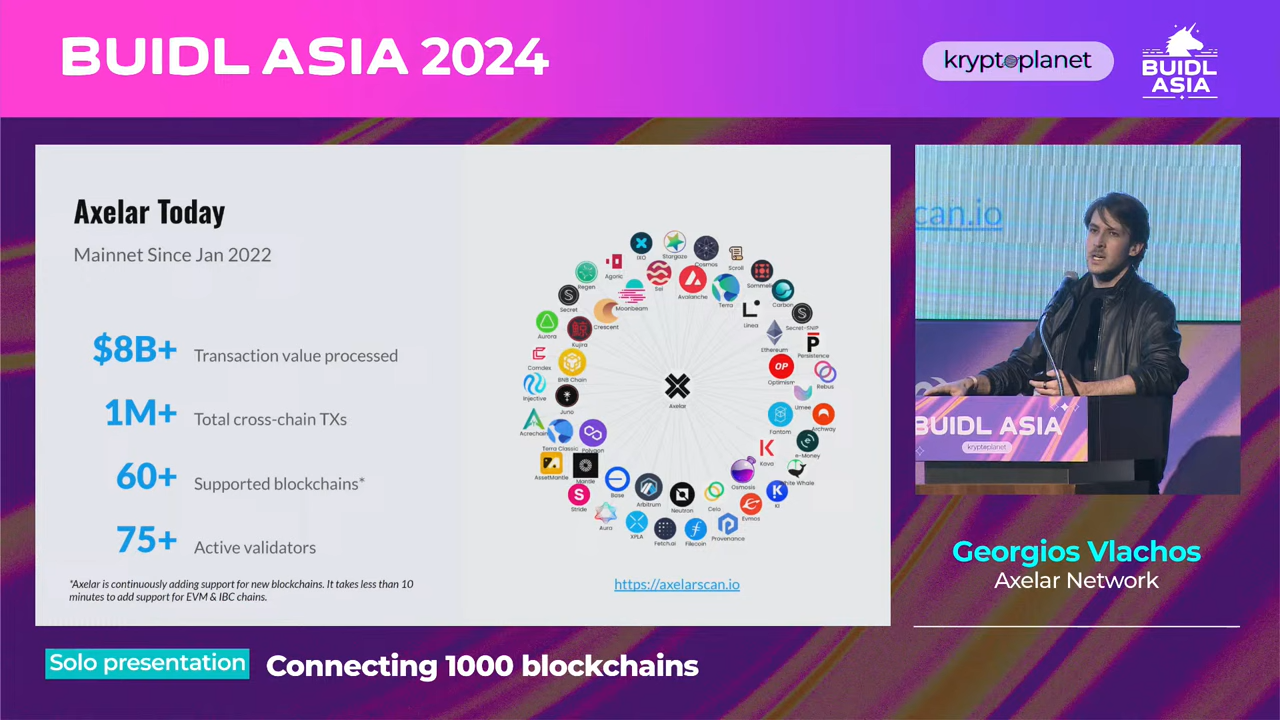 BUIDL ASIA 2024
kryptoplanet
BUIDL
ASIA
Axelar Today
Mainnet Since Jan 2022
$8B+ Transaction value processed
1M+ Total cross-chain TXs
60+ Supported blockchains*
75+ Active validators
*Axelar is continuously adding support for new blockchains. It takes less than 10
minutes to add support for EVM & IBC chains.
IXO
Stargaze
Cosmos
Scroll
Agoric
Sei
Avalanche
Terra
Sommelier
Regen
Moonbeam
Carbon
Secret
Crescent
Linea
Secret-SNIP
Aurora
Kujira
Ethereum
Persistence
Comdex
BNB Chain
OP
Optimism
Rebus
Injective
Juno
Axelar
Umee
Archway
Acrechain
Terra Classic
Polygon
Fantom
e-Money
Kava
AssetMantle
Mantle
Osmosis
White Whale
Stride
Base
Arbitrum
Neutron
Celo
Evmos
KI
Aura
XPLA
Fetch.ai
Filecoin
Provenance
https://axelarscan.io
can.io
BUIDL ASIA
kryptoplanet
Georgios Vlachos
Axelar Network
Solo presentation Connecting 1000 blockchains